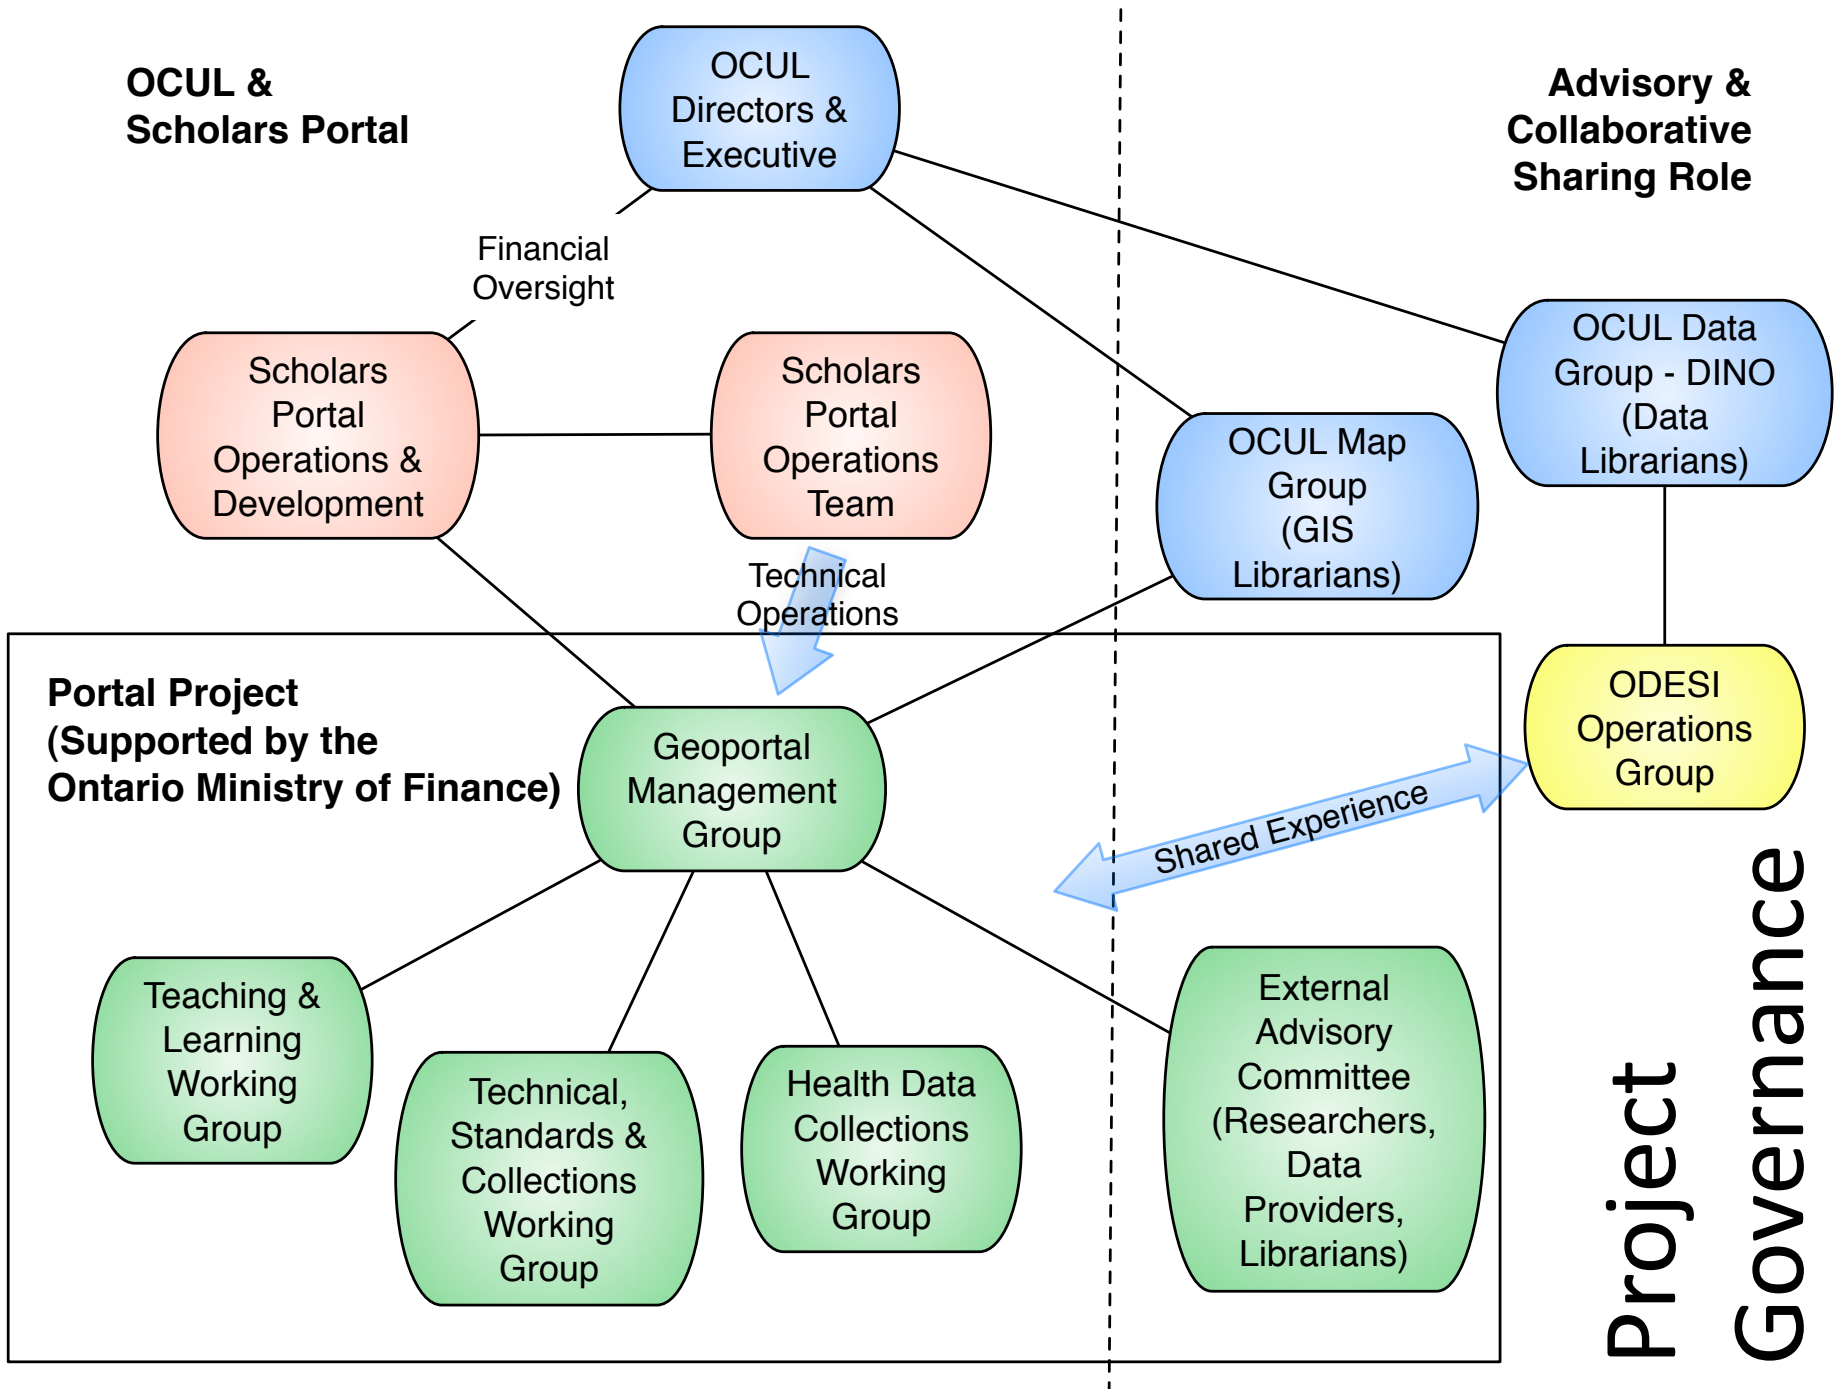 OCUL &
Scholars Portal
OCUL
Directors &
Executive
Advisory &
Collaborative
Sharing Role
Financial
Oversight
Scholars
Portal
Operations &
Development
Scholars
Portal
Operations
Team
OCUL Map
Group
(GIS
Librarians)
OCUL Data
Group - DINO
(Data
Librarians)
Technical
Operations
Portal Project
(Supported by the
Ontario Ministry of Finance)
Geoportal
Management
Group
ODESI
Operations
Group
Shared Experience
Teaching &
Learning
Working
Group
Technical,
Standards &
Collections
Working
Group
Health Data
Collections
Working
Group
External
Advisory
Committee
(Researchers,
Data
Providers,
Librarians)
Project
Governance